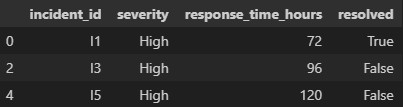 incident_id severity response_time_hours resolved
0 I1 High 72 True
2 I3 High 96 False
4 I5 High 120 False